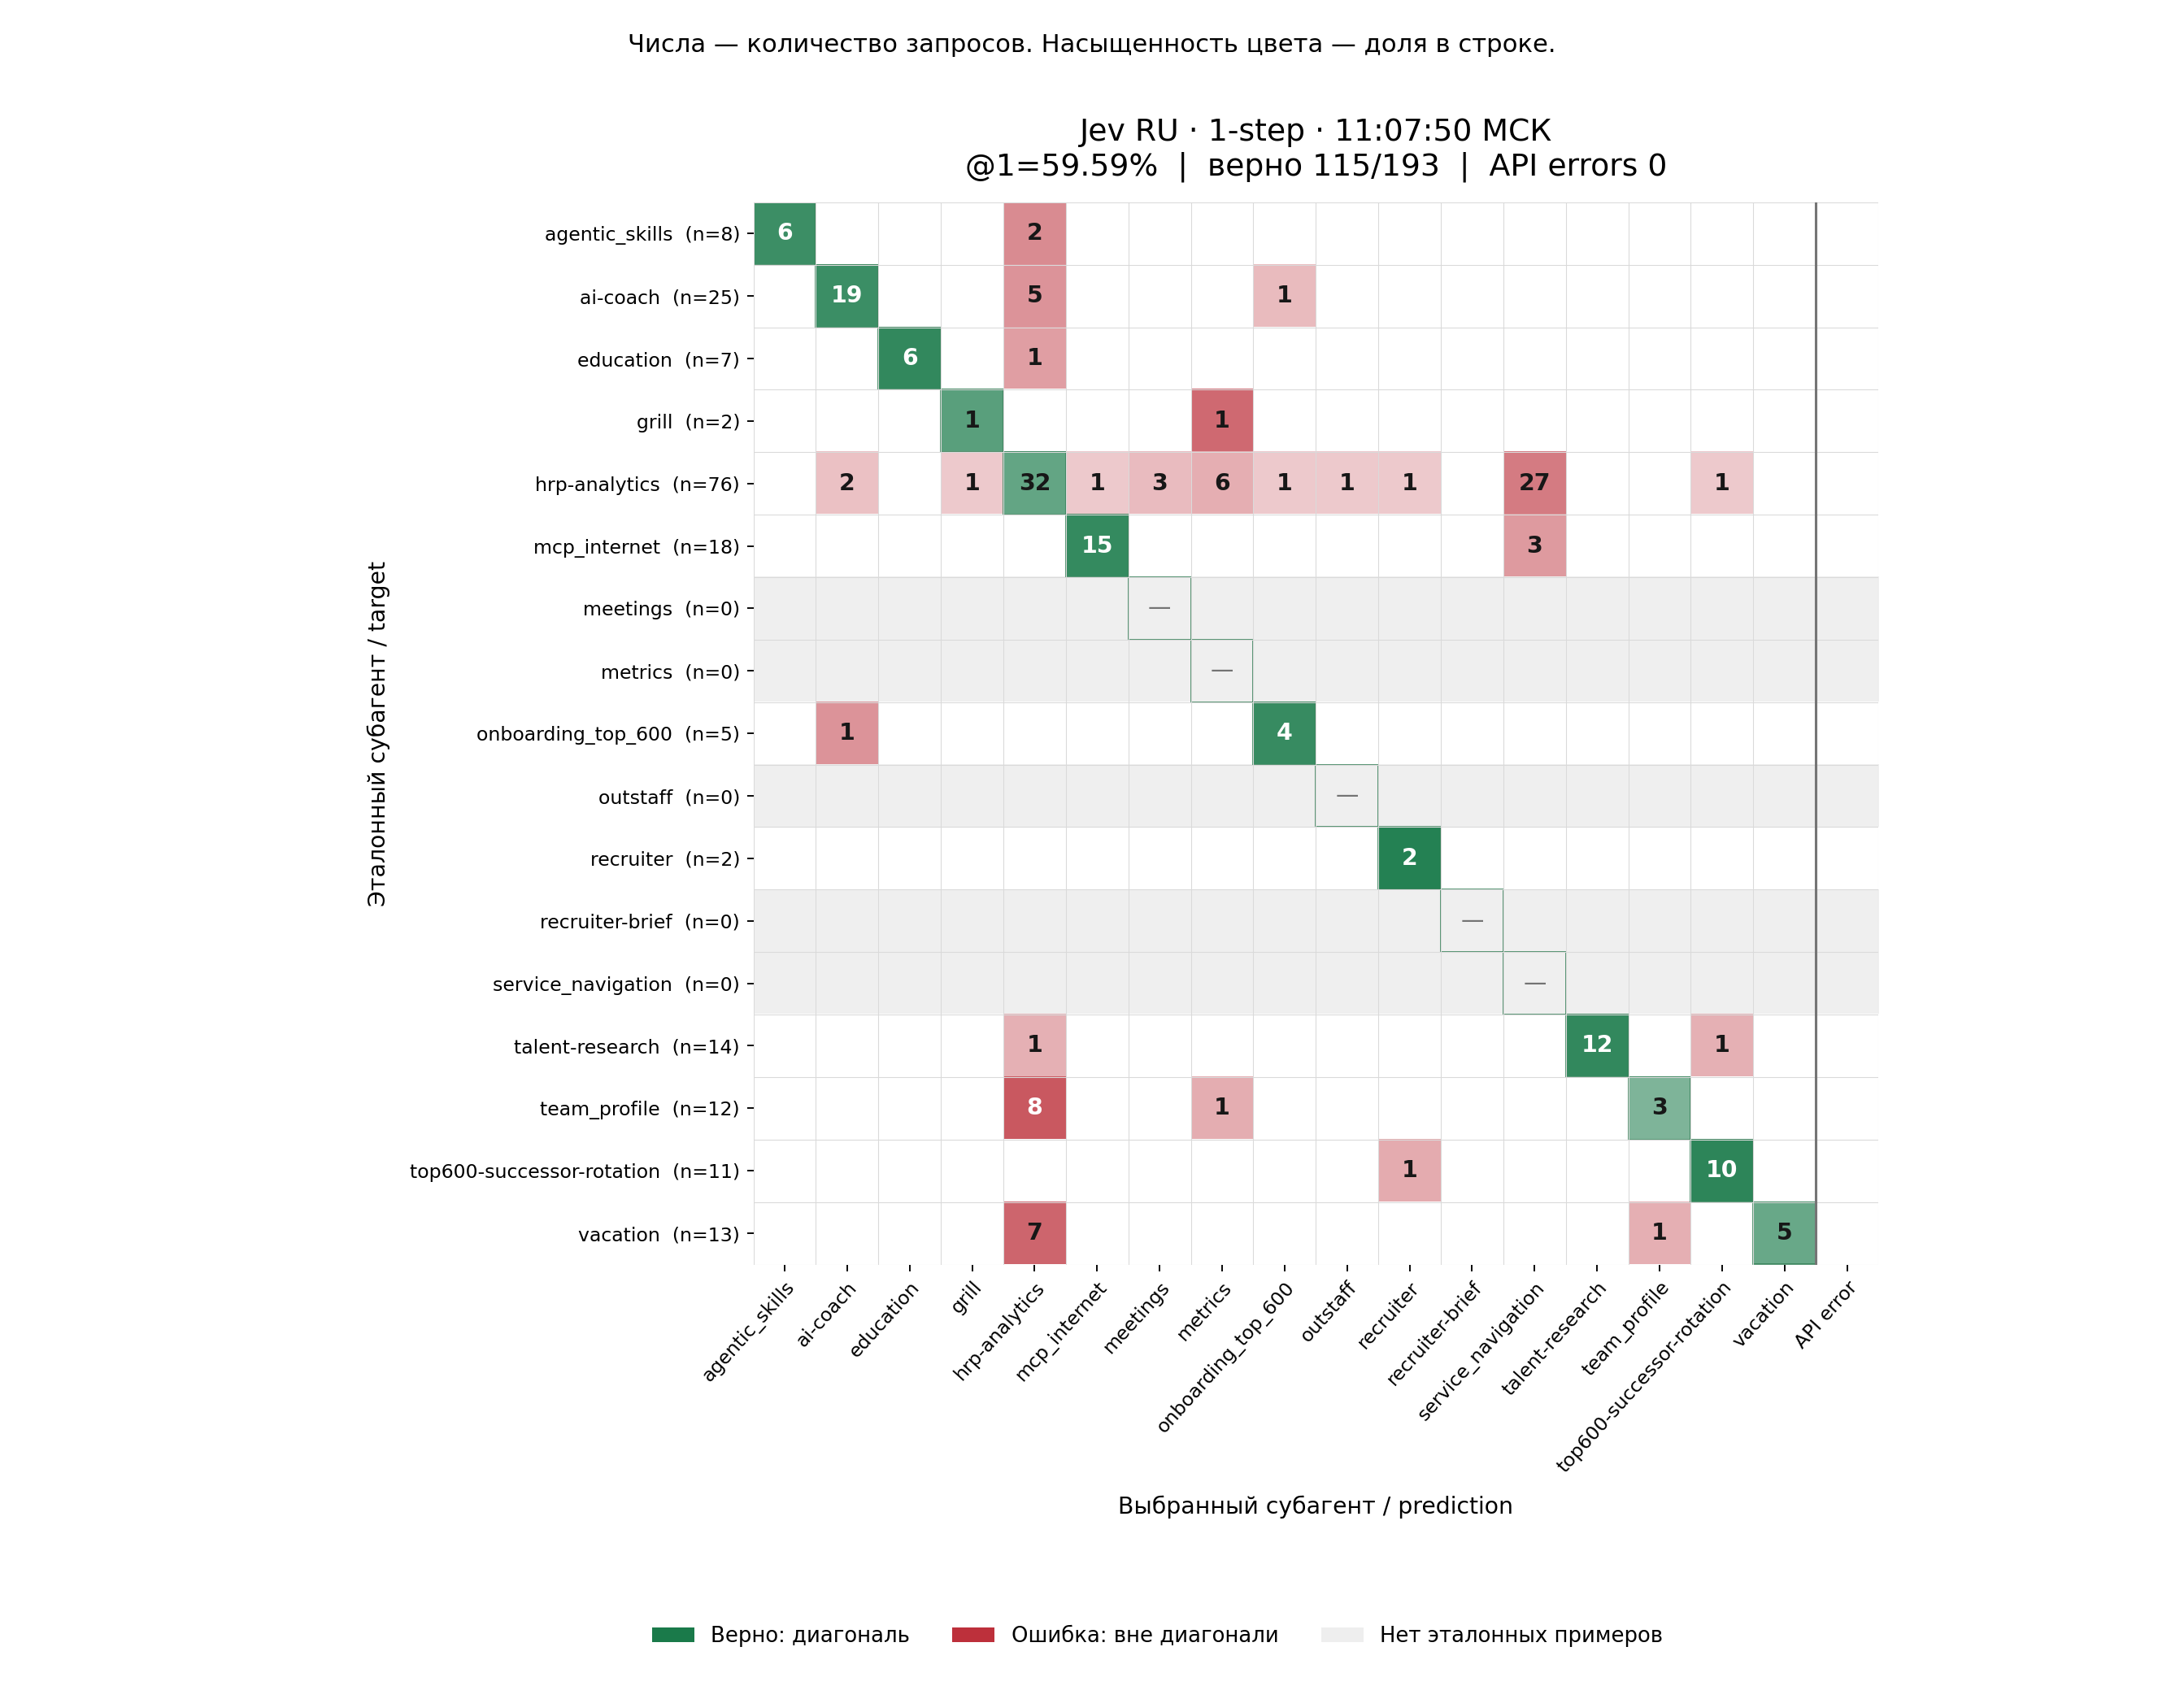 Числа — количество запросов. Насыщенность цвета — доля в строке.
Jev RU · 1-step · 11:07:50 МСК
@1=59.59% | верно 115/193 | API errors 0
Эталонный субагент / target
agentic_skills (n=8) 6 2
ai-coach (n=25) 19 5 1
education (n=7) 6 1
grill (n=2) 1 1
hrp-analytics (n=76) 2 1 32 1 3 6 1 1 1 27 1
mcp_internet (n=18) 15 3
meetings (n=0) —
metrics (n=0) —
onboarding_top_600 (n=5) 1 4
outstaff (n=0) —
recruiter (n=2) 2
recruiter-brief (n=0) —
service_navigation (n=0) —
talent-research (n=14) 1 12 1
team_profile (n=12) 8 1 3
top600-successor-rotation (n=11) 1 10
vacation (n=13) 7 1 5
agentic_skills
ai-coach
education
grill
hrp-analytics
mcp_internet
meetings
metrics
onboarding_top_600
outstaff
recruiter
recruiter-brief
service_navigation
talent-research
team_profile
top600-successor-rotation
vacation
API error
Выбранный субагент / prediction
Верно: диагональ
Ошибка: вне диагонали
Нет эталонных примеров